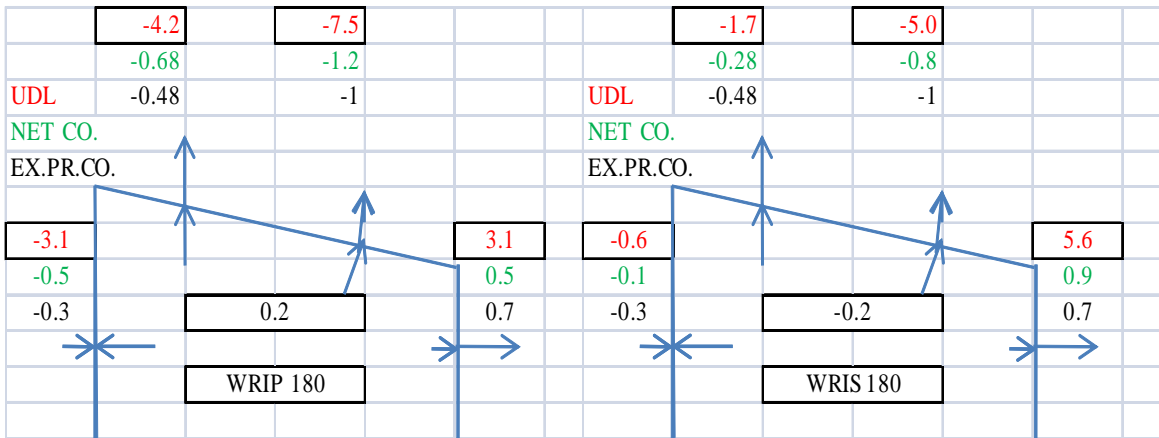 -4.2 -7.5 -1.7 -5.0
-0.68 -1.2 -0.28 -0.8
UDL -0.48 -1 UDL -0.48 -1
NET CO. NET CO.
EX.PR.CO. EX.PR.CO.
-3.1 3.1 -0.6 5.6
-0.5 0.5 -0.1 0.9
-0.3 0.2 0.7 -0.3 -0.2 0.7
WRIP 180 WRIS 180